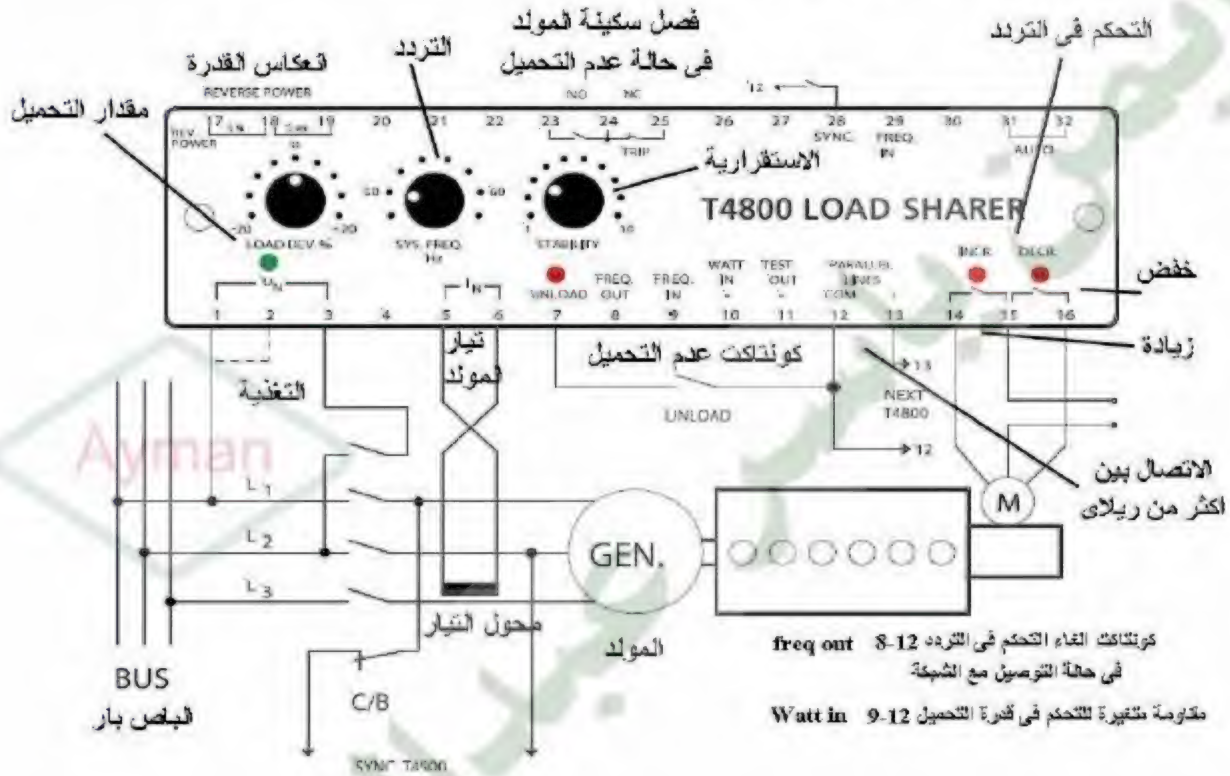 فصل سكينة المولد
فى حالة عدم التحميل
التحكم فى التردد
التردد
انعكاس القدرة
REVERSE POWER
NO NC
12
مقدار التحميل
17 18 19 20 21 22 23 24 25 26 27 28 29 30 31 32
REV. POWER
TRIP
SYNC.
FREQ. IN
AUTO
الاستقرارية
0
60
T4800 LOAD SHARER
-20 -20
LOAD DEV. %
SYS. FREQ.
Hz
1 10
STABILITY
INCR. DECR.
خفض
UN
IN
UNLOAD
FREQ. OUT
FREQ. IN
WATT IN
TEST OUT
PARALLEL LINES
COM.
1 2 3 4 5 6 7 8 9 10 11 12 13 14 15 16
زيادة
تيار
المولد
كونتاكت عدم التحميل
13
NEXT
T4800
التغذية
UNLOAD
12
Ayman
الاتصال بين
اكثر من ريلاى
L 1
M
L 2
GEN.
L 3
محول التيار
المولد
freq out 8-12 كونتاكت الغاء التحكم فى التردد
فى حالة التوصيل مع الشبكة
BUS
الباص بار
C/B
Watt in 9-12 مقاومة متغيرة للتحكم فى قدرة التحميل
SYNC. T4500